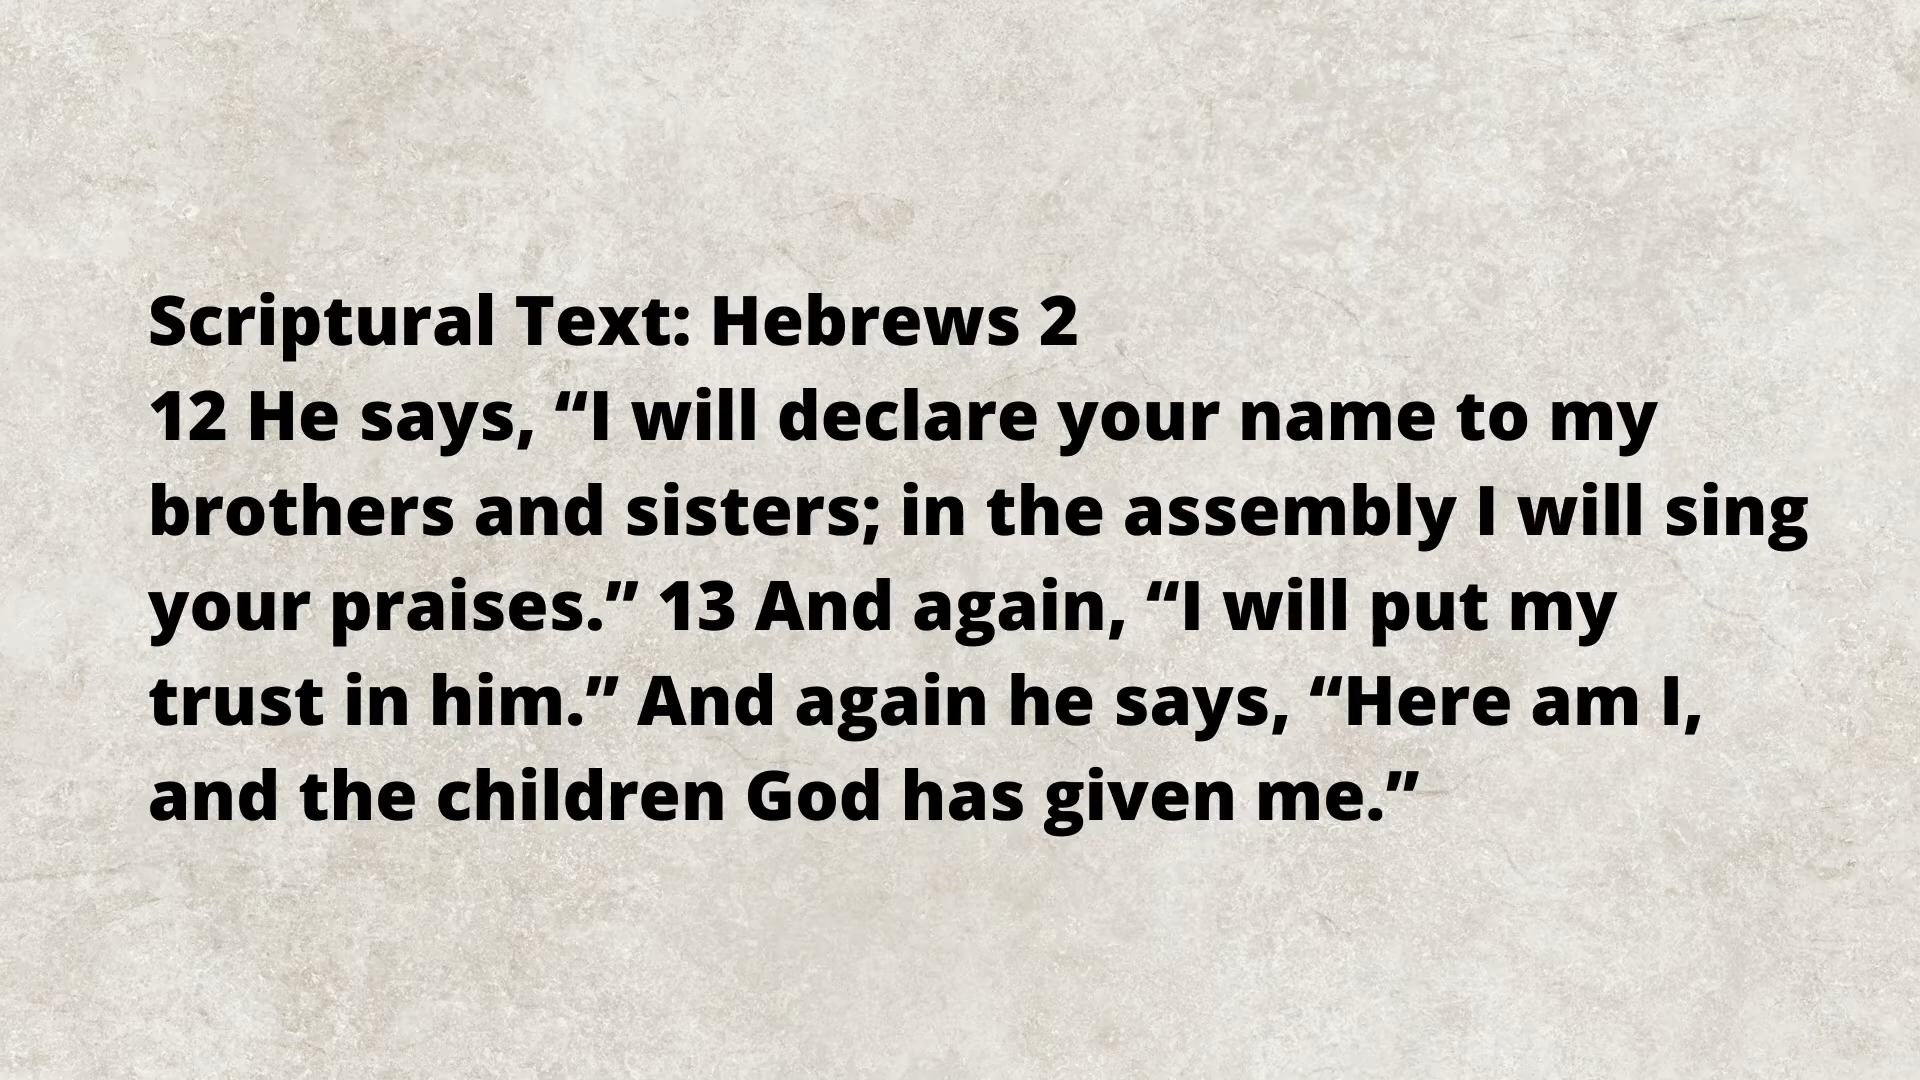 Scriptural Text: Hebrews 2
12 He says, “I will declare your name to my
brothers and sisters; in the assembly I will sing
your praises.” 13 And again, “I will put my
trust in him.” And again he says, “Here am I,
and the children God has given me.”